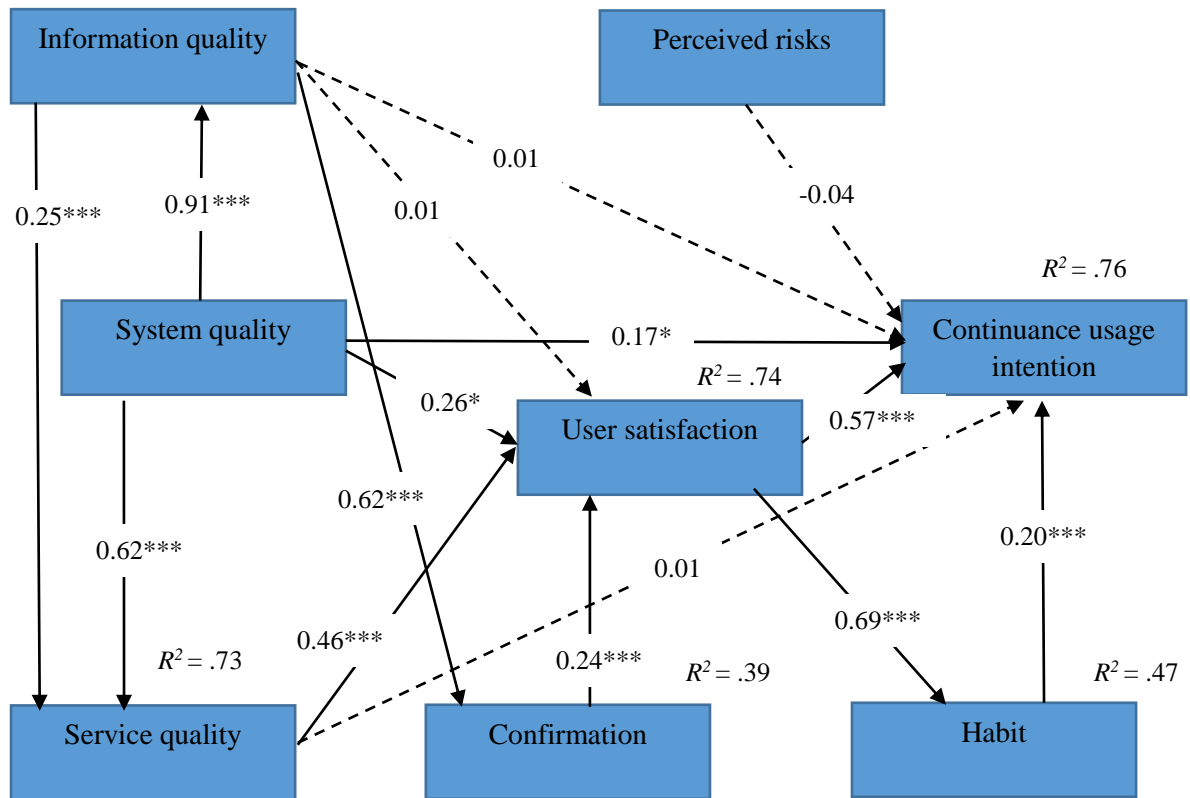 Information quality
Perceived risks
0.01
-0.04
0.25***
0.91***
0.01
R² = .76
System quality
0.17*
Continuance usage
intention
R² = .74
0.26*
User satisfaction
0.57***
0.62***
0.62***
0.20***
0.01
0.69***
0.46***
0.24***
R² = .73
R² = .39
R² = .47
Service quality
Confirmation
Habit